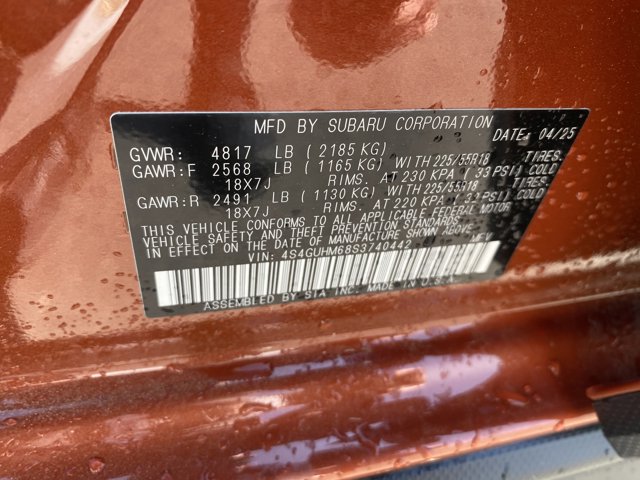 MFD BY SUBARU CORPORATION DATE: 04/25
GVWR: 4817 LB ( 2185 KG)
GAWR:F 2568 LB ( 1165 KG) WITH 225/55R18 TIRES,
18X7J RIMS, AT 230 KPA ( 33 PSI) COLD
GAWR:R 2491 LB ( 1130 KG) WITH 225/55R18 TIRES,
18X7J RIMS, AT 220 KPA ( PSI) COLD
THIS VEHICLE CONFORMS TO ALL APPLICABLE FEDERAL MOTOR
VEHICLE SAFETY AND THEFT PREVENTION STANDARDS
IN EFFECT ON THE DATE OF MANUFACTURE SHOWN ABOVE.
VIN: 4S4GUHM68S3740442 MPV
ASSEMBLED BY SIA INC. MADE IN U.S.A.